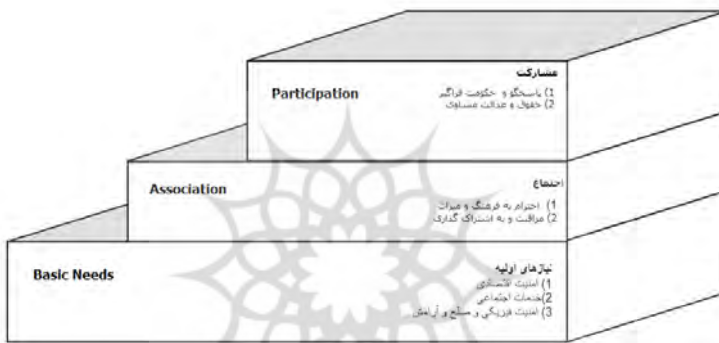 مشارکت
Participation
1) پاسخگو و حکومت فراگیر
2) حقوق و عدالت مساوی
اجتماع
Association
1) احترام به فرهنگ و میراث
2) مراقبت و به اشتراک گذاری
نیازهای اولیه
Basic Needs
1) امنیت اقتصادی
2)خدمات اجتماعی
3) امنیت فیزیکی و صلح و آرامش